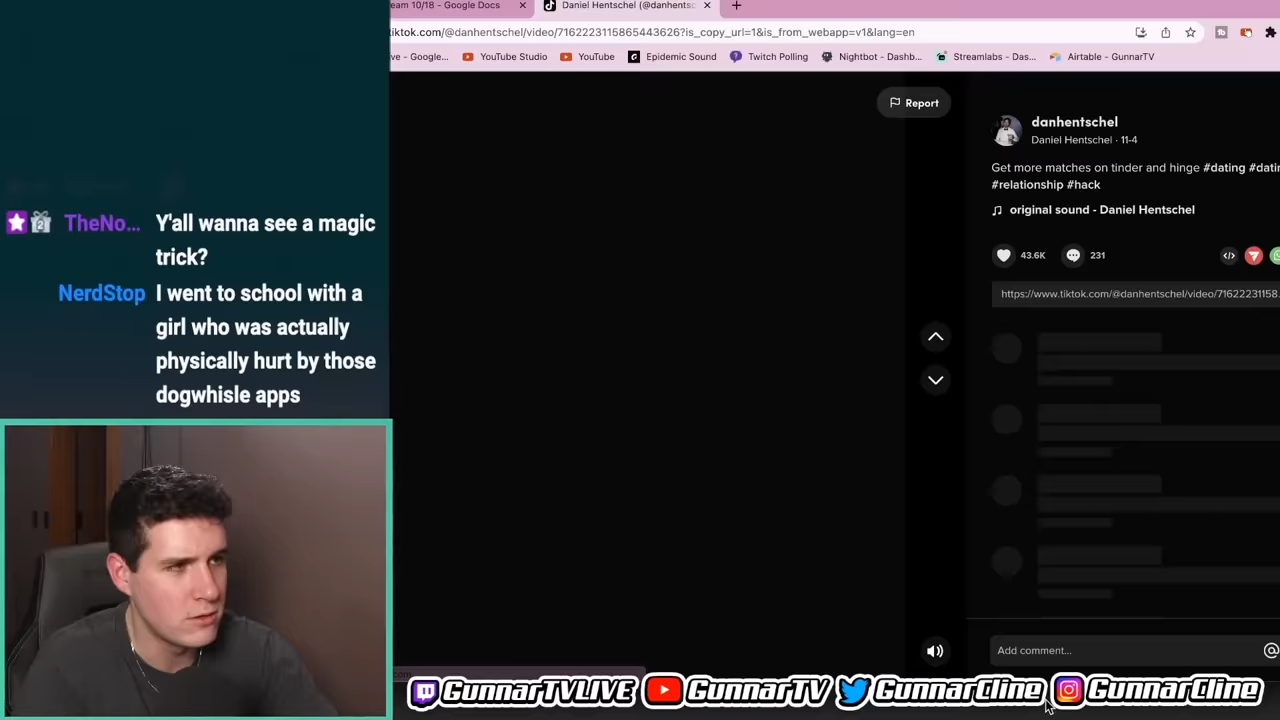 eam 10/18 - Google Docs
Daniel Hentschel (@danhentsc
iktok.com/@danhentschel/video/7162223115865443626?is_copy_url=1&is_from_webapp=v1&lang=en
ve - Google...
YouTube Studio
YouTube
Epidemic Sound
Twitch Polling
Nightbot - Dashb...
Streamlabs - Das...
Airtable - GunnarTV
Report
danhentschel
Daniel Hentschel · 11-4
Get more matches on tinder and hinge #dating #datin
#relationship #hack
original sound - Daniel Hentschel
43.6K
231
https://www.tiktok.com/@danhentschel/video/71622231158
TheNo... Y'all wanna see a magic
trick?
NerdStop I went to school with a
girl who was actually
physically hurt by those
dogwhisle apps
Add comment...
GunnarTVLIVE GunnarTV GunnarCline GunnarCline